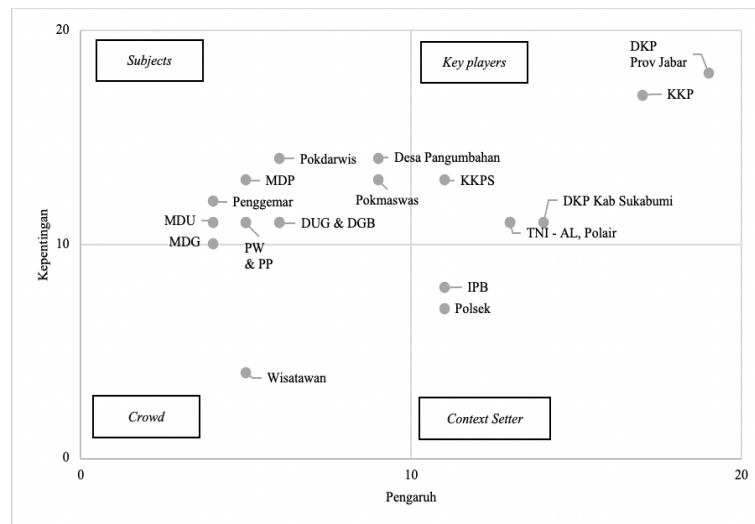 20
Subjects
Key players
DKP
Prov Jabar
KKP
Pokdarwis
Desa Pangumbahan
MDP
Pokmaswas
KKPS
Penggemar
MDU
DUG & DGB
DKP Kab Sukabumi
MDG
PW
& PP
TNI - AL, Polair
Kepentingan
10
IPB
Polsek
Wisatawan
Crowd
Context Setter
0
0
10
20
Pengaruh